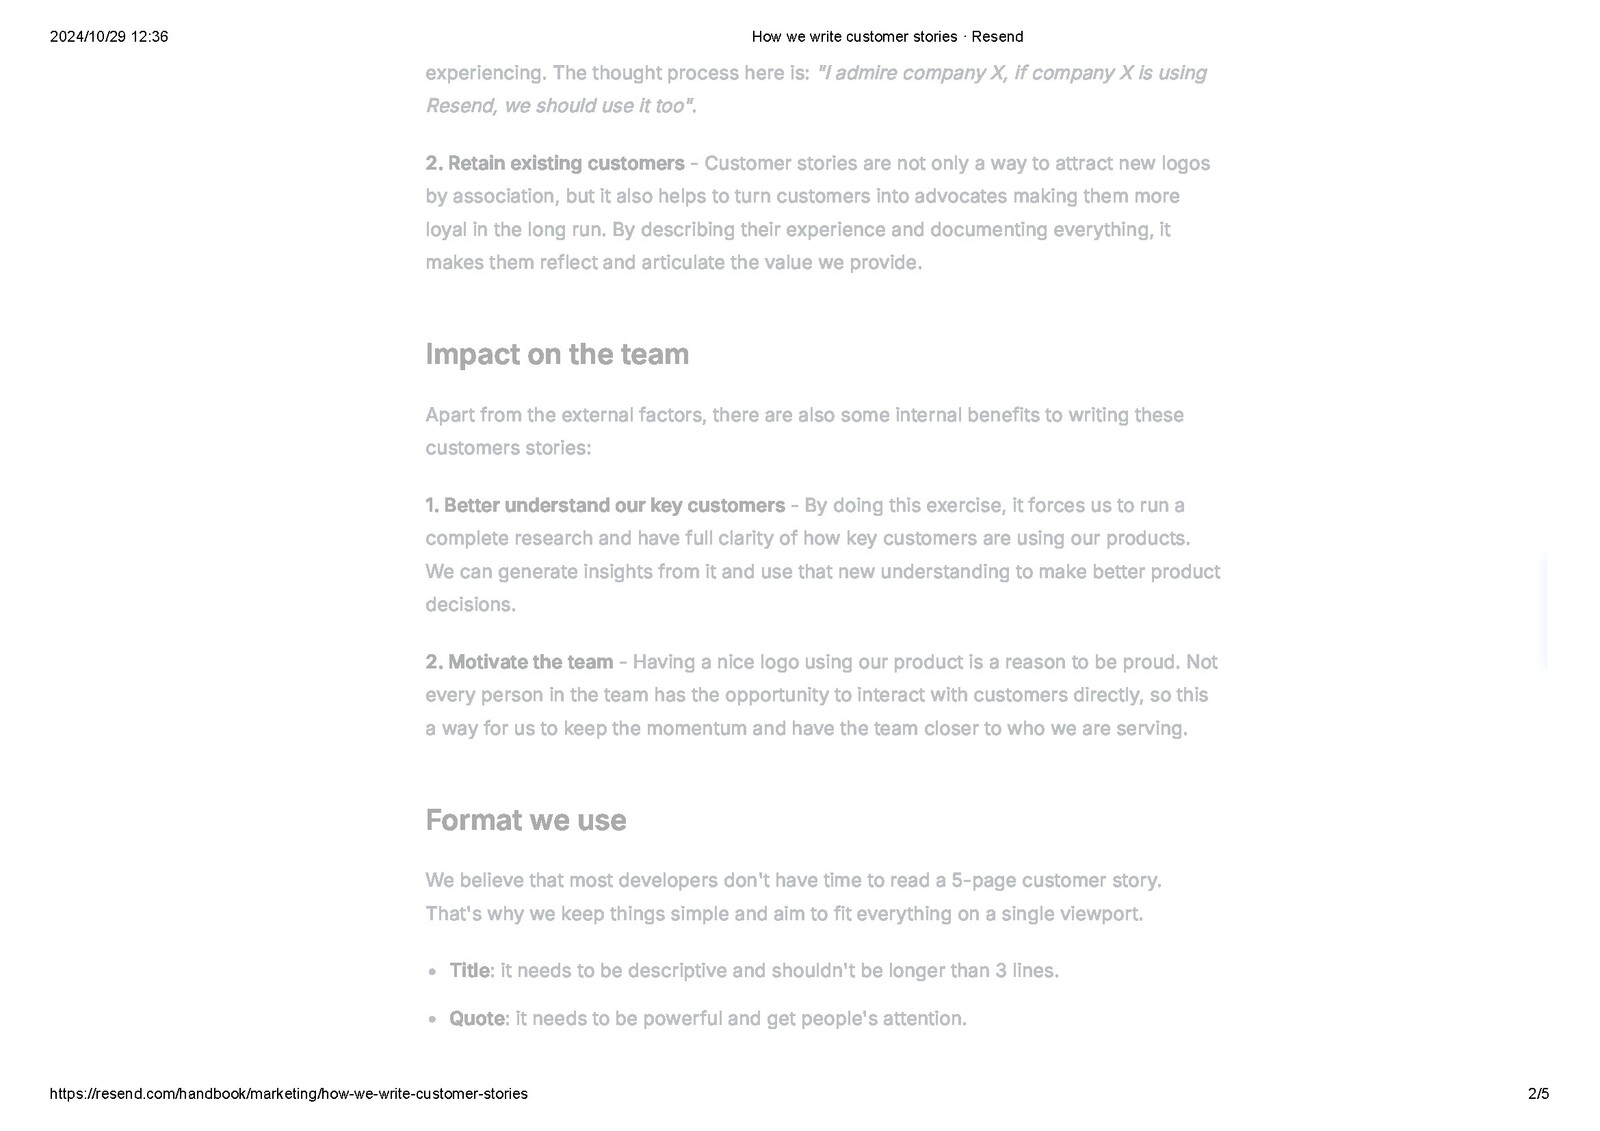 2024/10/29 12:36
How we write customer stories · Resend
experiencing. The thought process here is: "I admire company X, if company X is using
Resend, we should use it too".
2. Retain existing customers - Customer stories are not only a way to attract new logos
by association, but it also helps to turn customers into advocates making them more
loyal in the long run. By describing their experience and documenting everything, it
makes them reflect and articulate the value we provide.
Impact on the team
Apart from the external factors, there are also some internal benefits to writing these
customers stories:
1. Better understand our key customers - By doing this exercise, it forces us to run a
complete research and have full clarity of how key customers are using our products.
We can generate insights from it and use that new understanding to make better product
decisions.
2. Motivate the team - Having a nice logo using our product is a reason to be proud. Not
every person in the team has the opportunity to interact with customers directly, so this
a way for us to keep the momentum and have the team closer to who we are serving.
Format we use
We believe that most developers don't have time to read a 5-page customer story.
That's why we keep things simple and aim to fit everything on a single viewport.
• Title: it needs to be descriptive and shouldn't be longer than 3 lines.
• Quote: it needs to be powerful and get people's attention.
https://resend.com/handbook/marketing/how-we-write-customer-stories
2/5